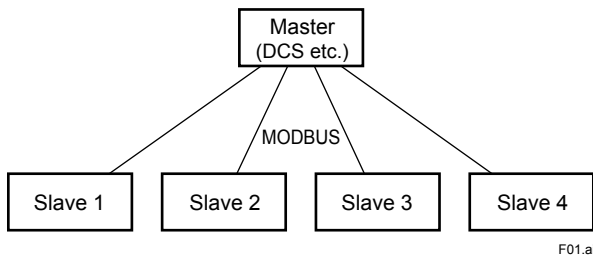 Master
(DCS etc.)
MODBUS
Slave 1
Slave 2
Slave 3
Slave 4
F01.a